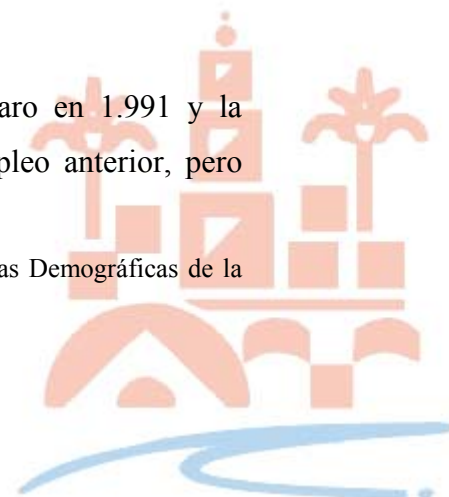 aro en 1.991 y la
pleo anterior, pero
as Demográficas de la